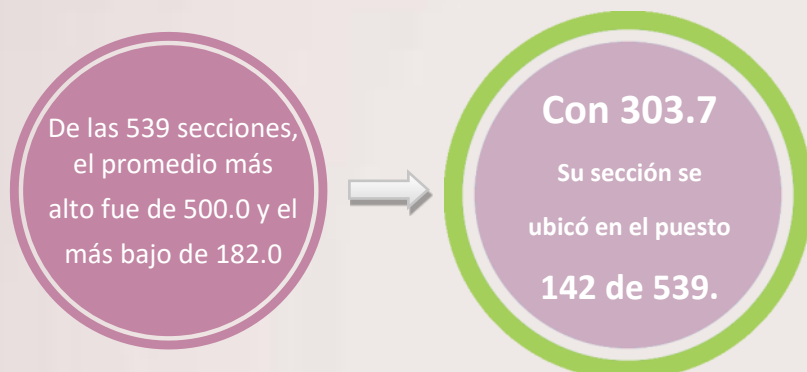 De las 539 secciones,
el promedio más
alto fue de 500.0 y el
más bajo de 182.0
Con 303.7
Su sección se
ubicó en el puesto
142 de 539.